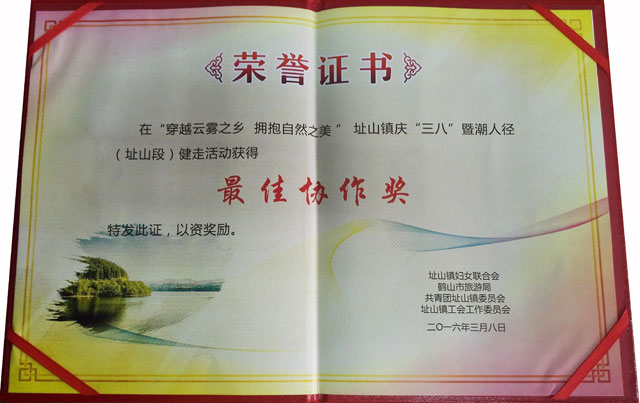 荣誉证书
在“穿越云雾之乡 拥抱自然之美” 址山镇庆“三八”暨潮人径
（址山段）健走活动获得
最佳协作奖
特发此证，以资奖励。
址山镇妇女联合会
鹤山市旅游局
共青团址山镇委员会
址山镇工会工作委员会
二〇一六年三月八日